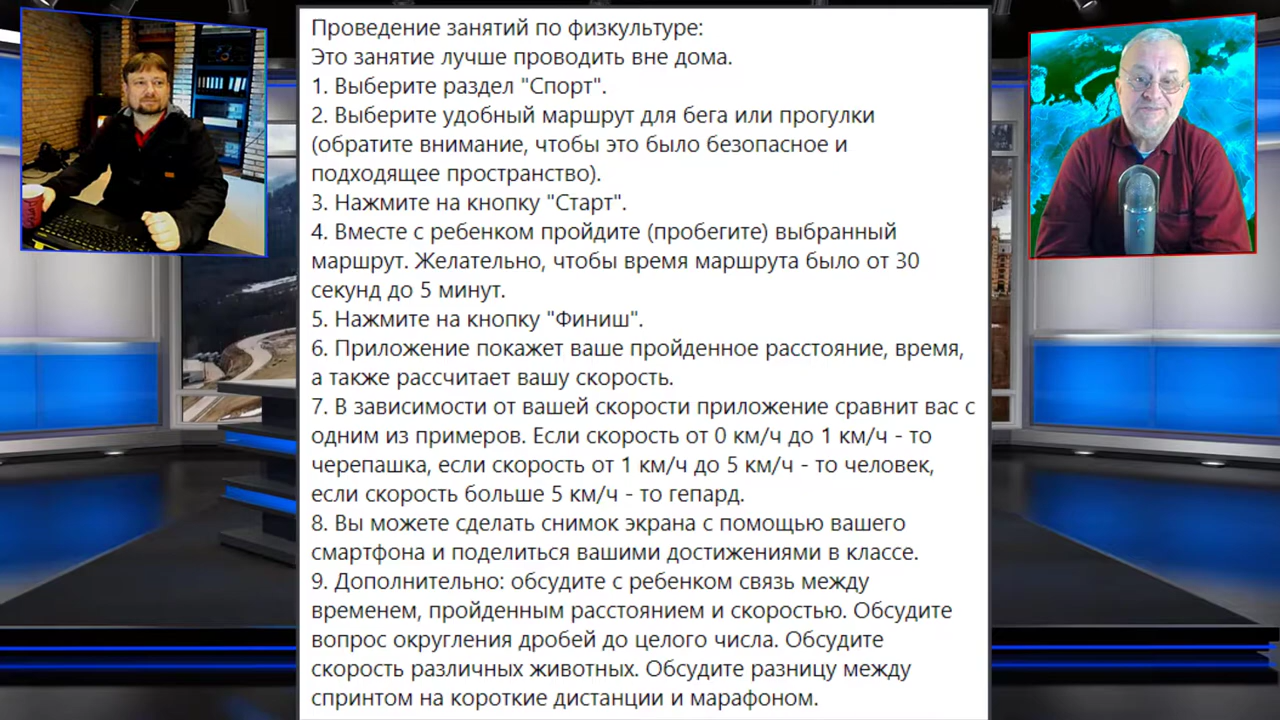 Проведение занятий по физкультуре:
Это занятие лучше проводить вне дома.
1. Выберите раздел "Спорт".
2. Выберите удобный маршрут для бега или прогулки
(обратите внимание, чтобы это было безопасное и
подходящее пространство).
3. Нажмите на кнопку "Старт".
4. Вместе с ребенком пройдите (пробегите) выбранный
маршрут. Желательно, чтобы время маршрута было от 30
секунд до 5 минут.
5. Нажмите на кнопку "Финиш".
6. Приложение покажет ваше пройденное расстояние, время,
а также рассчитает вашу скорость.
7. В зависимости от вашей скорости приложение сравнит вас с
одним из примеров. Если скорость от 0 км/ч до 1 км/ч - то
черепашка, если скорость от 1 км/ч до 5 км/ч - то человек,
если скорость больше 5 км/ч - то гепард.
8. Вы можете сделать снимок экрана с помощью вашего
смартфона и поделиться вашими достижениями в классе.
9. Дополнительно: обсудите с ребенком связь между
временем, пройденным расстоянием и скоростью. Обсудите
вопрос округления дробей до целого числа. Обсудите
скорость различных животных. Обсудите разницу между
спринтом на короткие дистанции и марафоном.